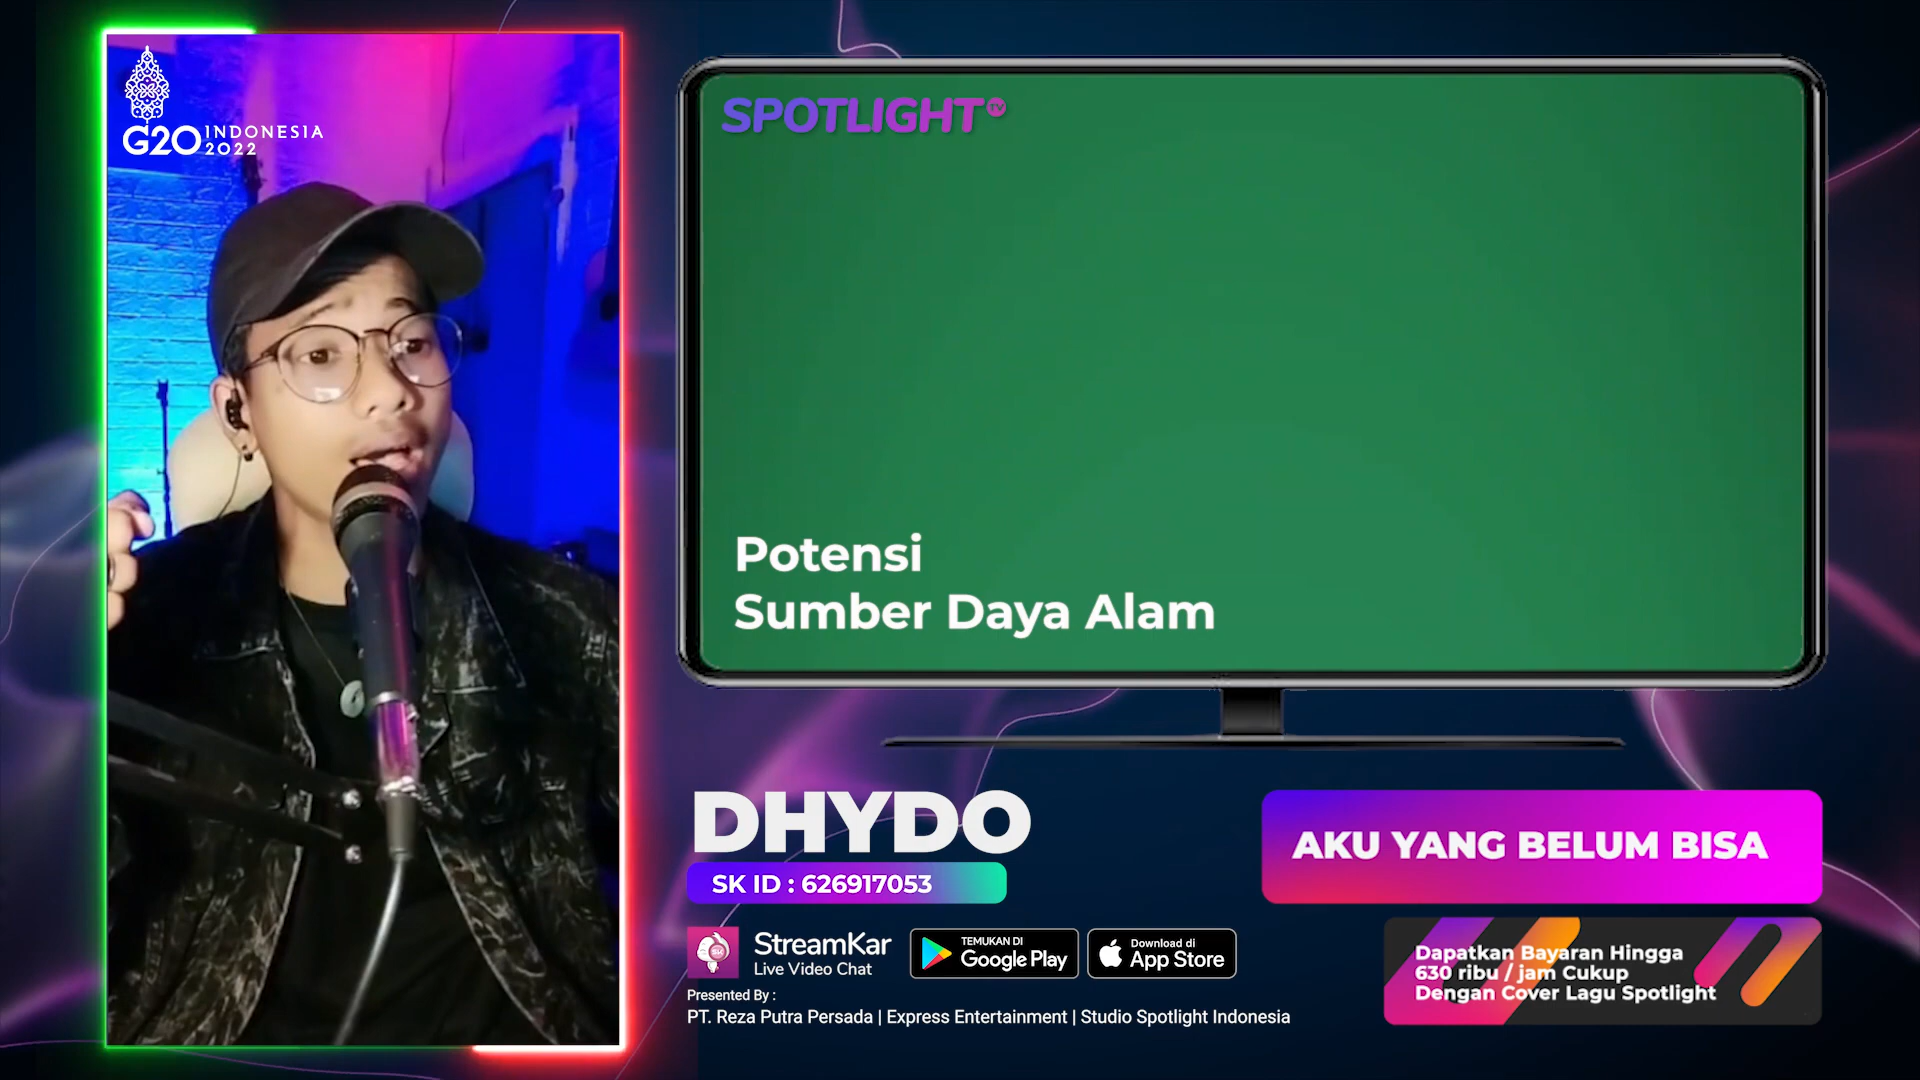 G20 INDONESIA
2022
SPOTLIGHT TV
Potensi
Sumber Daya Alam
DHYDO
SK ID : 626917053
AKU YANG BELUM BISA
StreamKar
Live Video Chat
TEMUKAN DI
Google Play
Download di
App Store
Dapatkan Bayaran Hingga
630 ribu / jam Cukup
Dengan Cover Lagu Spotlight
Presented By :
PT. Reza Putra Persada | Express Entertainment | Studio Spotlight Indonesia